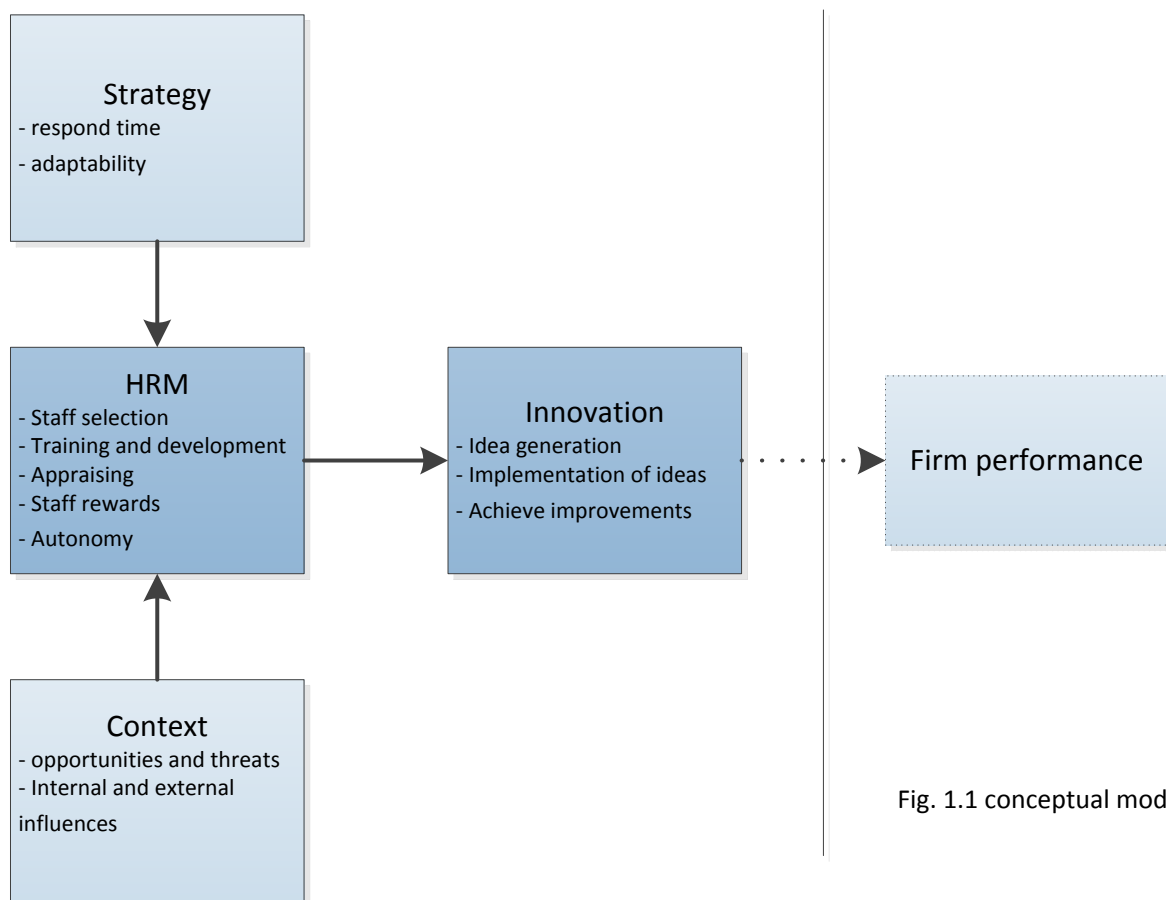 Strategy
- respond time
- adaptability
HRM
- Staff selection
- Training and development
- Appraising
- Staff rewards
- Autonomy
Innovation
- Idea generation
- Implementation of ideas
- Achieve improvements
Firm performance
Context
- opportunities and threats
- Internal and external
influences
Fig. 1.1 conceptual mod